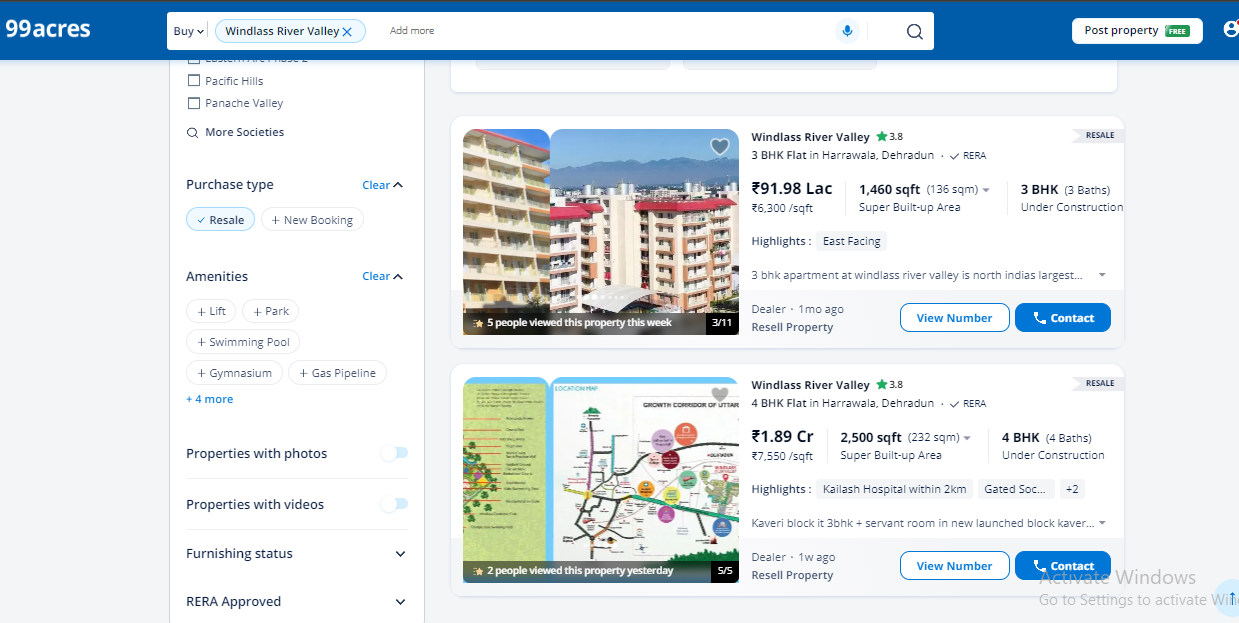 99acres
Buy
Windlass River Valley
Add more
Post property FREE
Eastern Arc Phase 2
Pacific Hills
Panache Valley
More Societies
Purchase type
Clear
Resale
+ New Booking
Amenities
Clear
+ Lift
+ Park
+ Swimming Pool
+ Gymnasium
+ Gas Pipeline
+ 4 more
Properties with photos
Properties with videos
Furnishing status
RERA Approved
5 people viewed this property this week
3/11
Windlass River Valley 3.8
RESALE
3 BHK Flat in Harrawala, Dehradun · RERA
₹91.98 Lac
₹6,300 /sqft
1,460 sqft (136 sqm)
Super Built-up Area
3 BHK (3 Baths)
Under Construction
Highlights : East Facing
3 bhk apartment at windlass river valley is north indias largest...
Dealer · 1mo ago
Resell Property
View Number
Contact
LOCATION MAP
GROWTH CORRIDOR OF UTTAR
2 people viewed this property yesterday
5/5
Windlass River Valley 3.8
RESALE
4 BHK Flat in Harrawala, Dehradun · RERA
₹1.89 Cr
₹7,550 /sqft
2,500 sqft (232 sqm)
Super Built-up Area
4 BHK (4 Baths)
Under Construction
Highlights : Kailash Hospital within 2km Gated Soc... +2
Kaveri block it 3bhk + servant room in new launched block kaver...
Dealer · 1w ago
Resell Property
View Number
Contact
Activate Windows
Go to Settings to activate Win